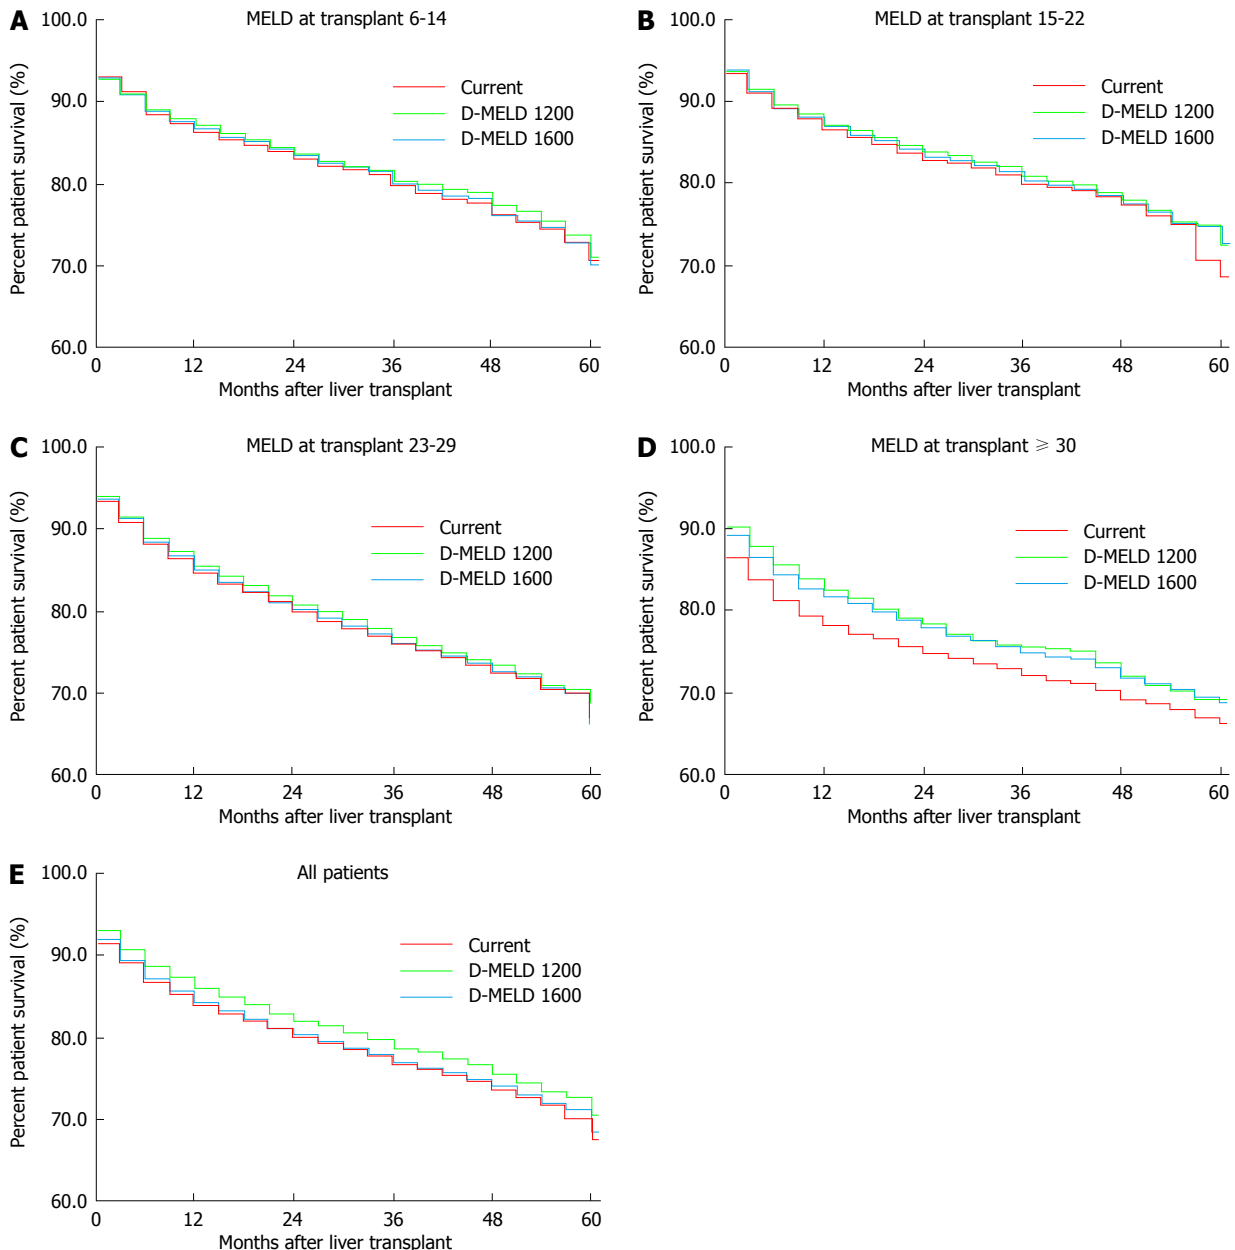 A
MELD at transplant 6-14
Percent patient survival (%)
100.0
90.0
80.0
70.0
60.0
Current
D-MELD 1200
D-MELD 1600
0 12 24 36 48 60
Months after liver transplant
B
MELD at transplant 15-22
Percent patient survival (%)
100.0
90.0
80.0
70.0
60.0
Current
D-MELD 1200
D-MELD 1600
0 12 24 36 48 60
Months after liver transplant
C
MELD at transplant 23-29
Percent patient survival (%)
100.0
90.0
80.0
70.0
60.0
Current
D-MELD 1200
D-MELD 1600
0 12 24 36 48 60
Months after liver transplant
D
MELD at transplant ≥ 30
Percent patient survival (%)
100.0
90.0
80.0
70.0
60.0
Current
D-MELD 1200
D-MELD 1600
0 12 24 36 48 60
Months after liver transplant
E
All patients
Percent patient survival (%)
100.0
90.0
80.0
70.0
60.0
Current
D-MELD 1200
D-MELD 1600
0 12 24 36 48 60
Months after liver transplant